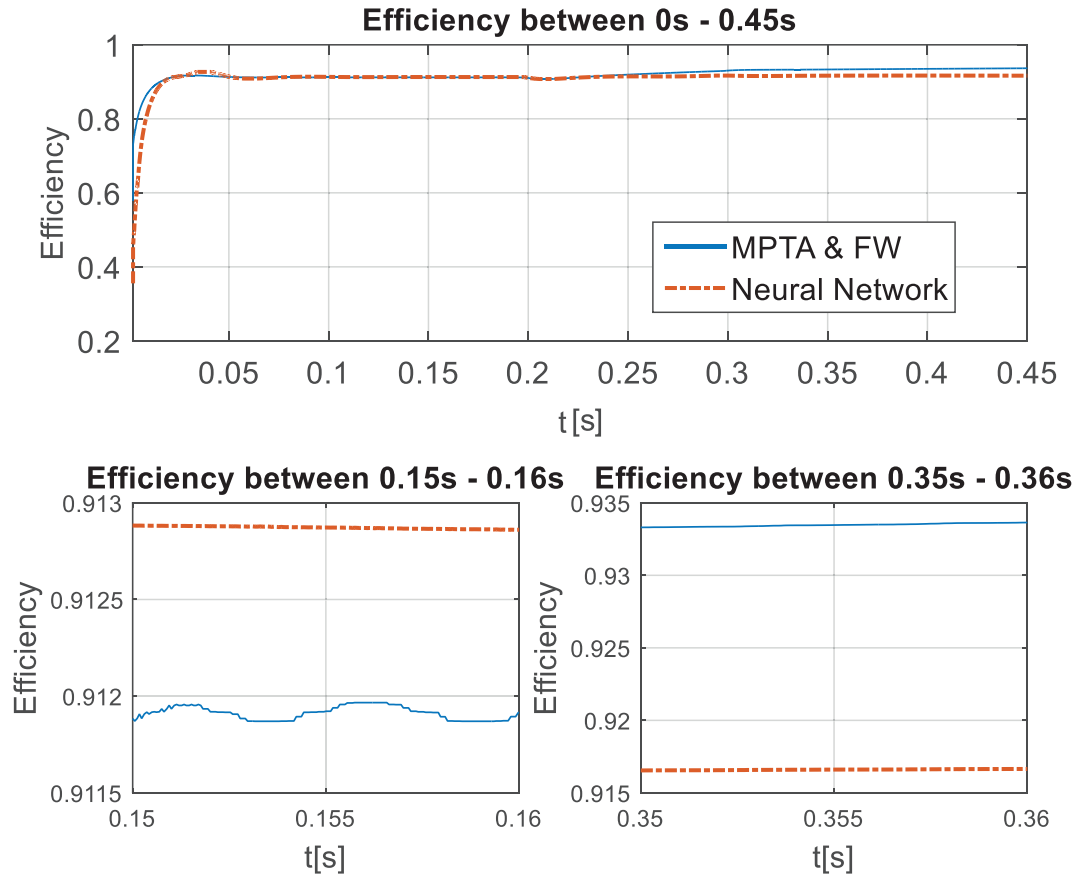 Efficiency between 0s - 0.45s
1
0.8
0.6
0.4
0.2
Efficiency
MPTA & FW
Neural Network
0.05 0.1 0.15 0.2 0.25 0.3 0.35 0.4 0.45
t [s]
Efficiency between 0.15s - 0.16s
0.913
0.9125
0.912
0.9115
Efficiency
0.15 0.155 0.16
t[s]
Efficiency between 0.35s - 0.36s
0.935
0.93
0.925
0.92
0.915
Efficiency
0.35 0.355 0.36
t[s]